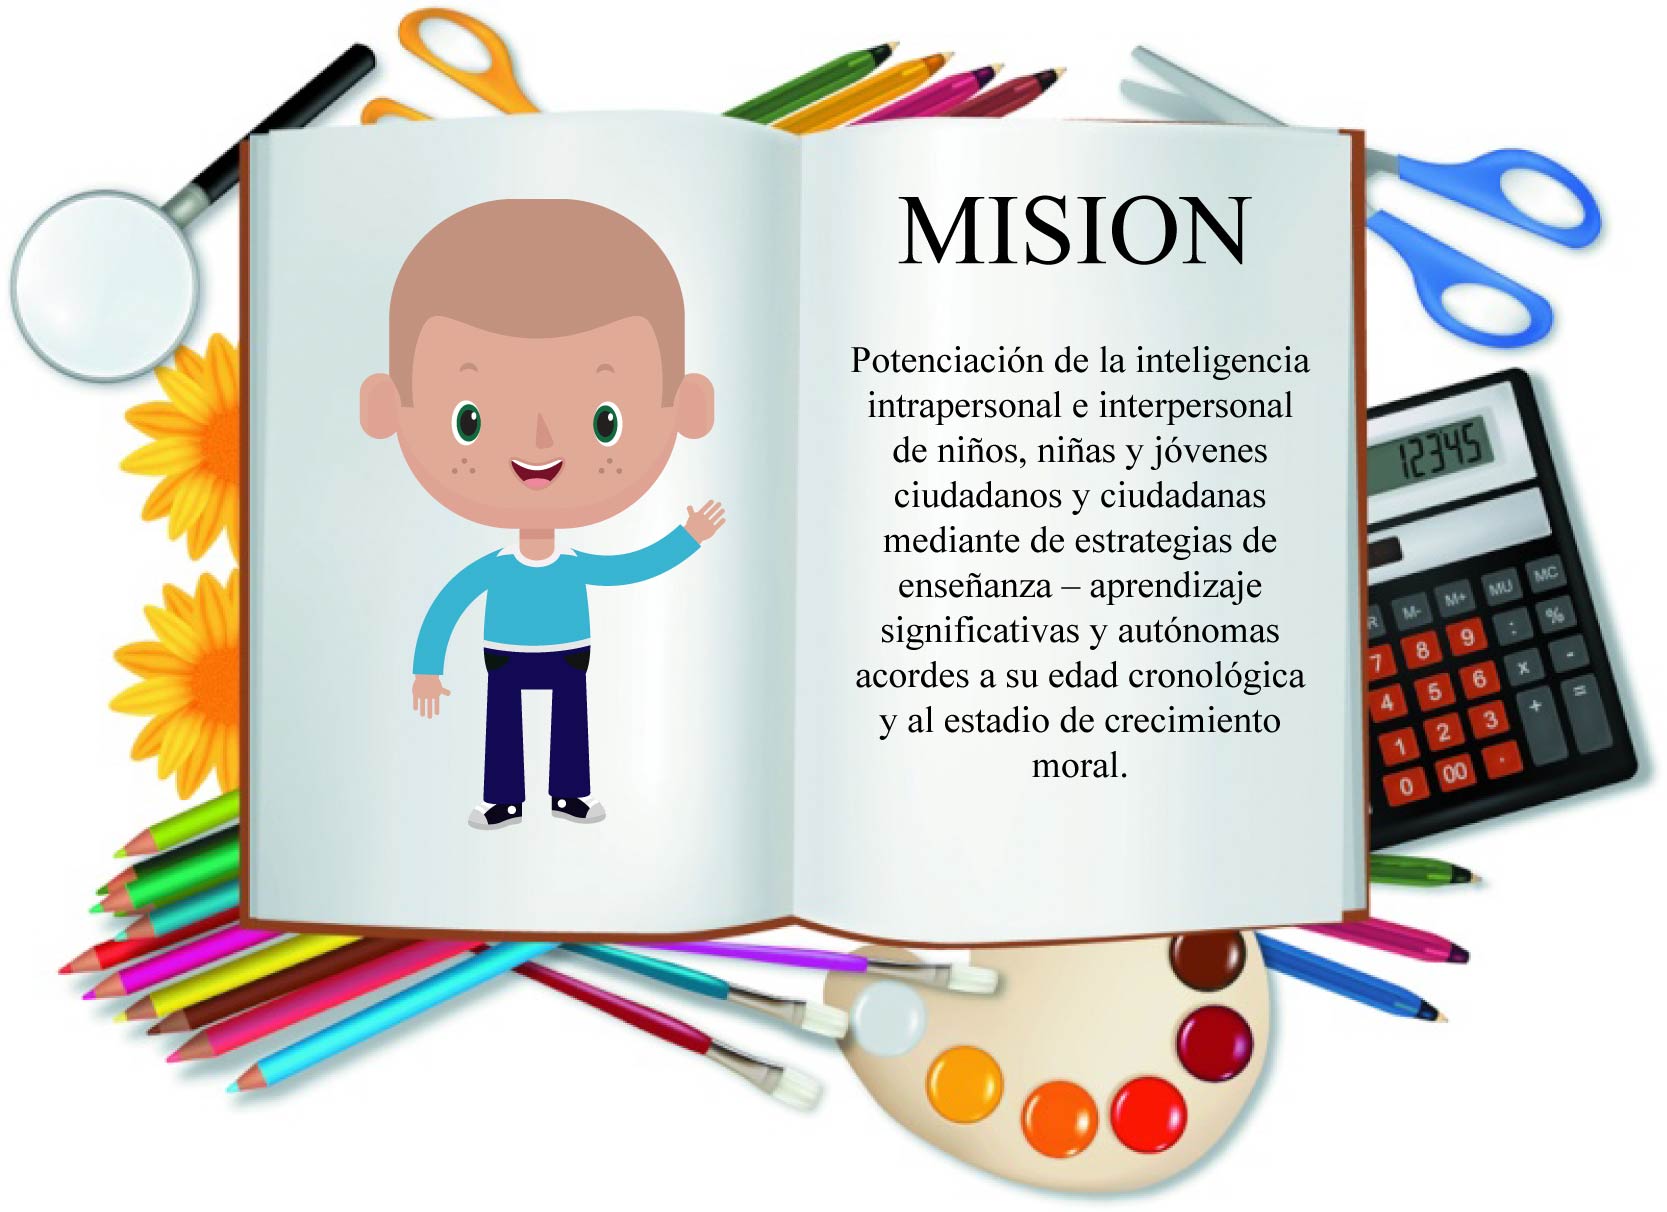 MISION
Potenciación de la inteligencia
intrapersonal e interpersonal
de niños, niñas y jóvenes
ciudadanos y ciudadanas
mediante de estrategias de
enseñanza – aprendizaje
significativas y autónomas
acordes a su edad cronológica
y al estadio de crecimiento
moral.
12345
R M- M+ MU MC
7 8 9 : %
4 5 6 x -
1 2 3 + =
0 00 .